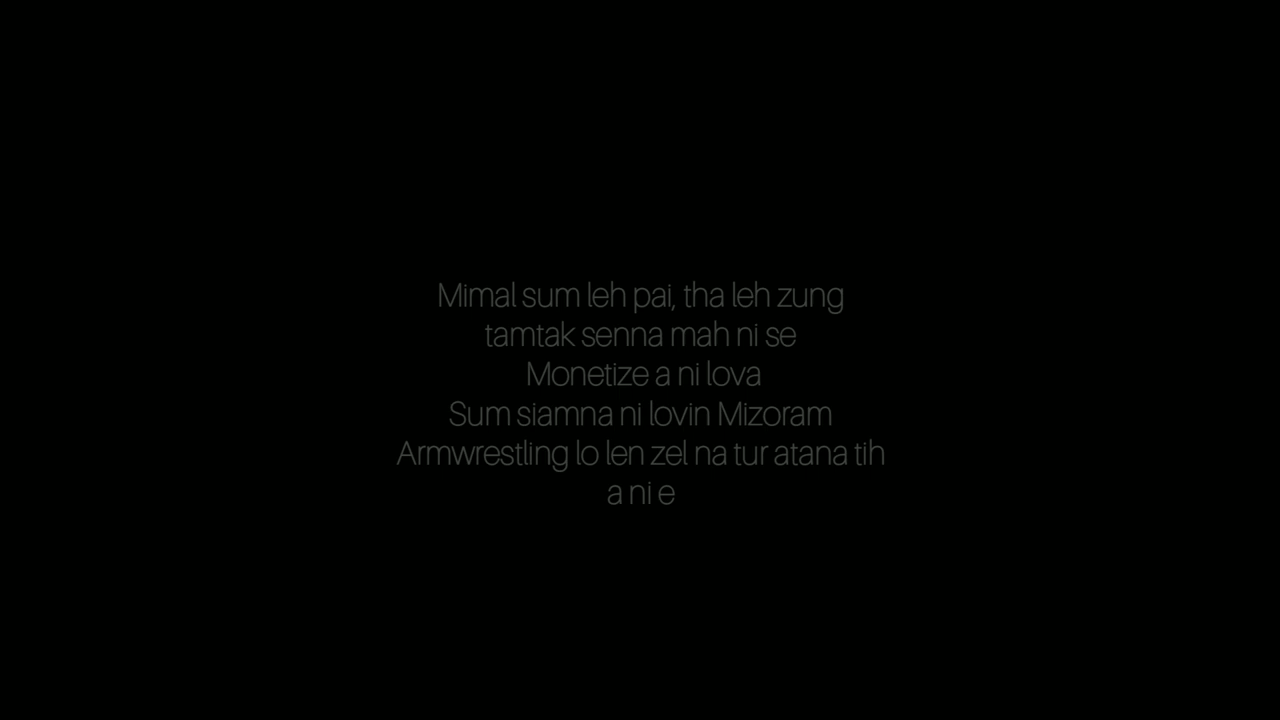 Mimal sum leh pai, tha leh zung
tamtak senna mah ni se
Monetize a ni lova
Sum siamna ni lovin Mizoram
Armwrestling lo len zel na tur atana tih
a ni e